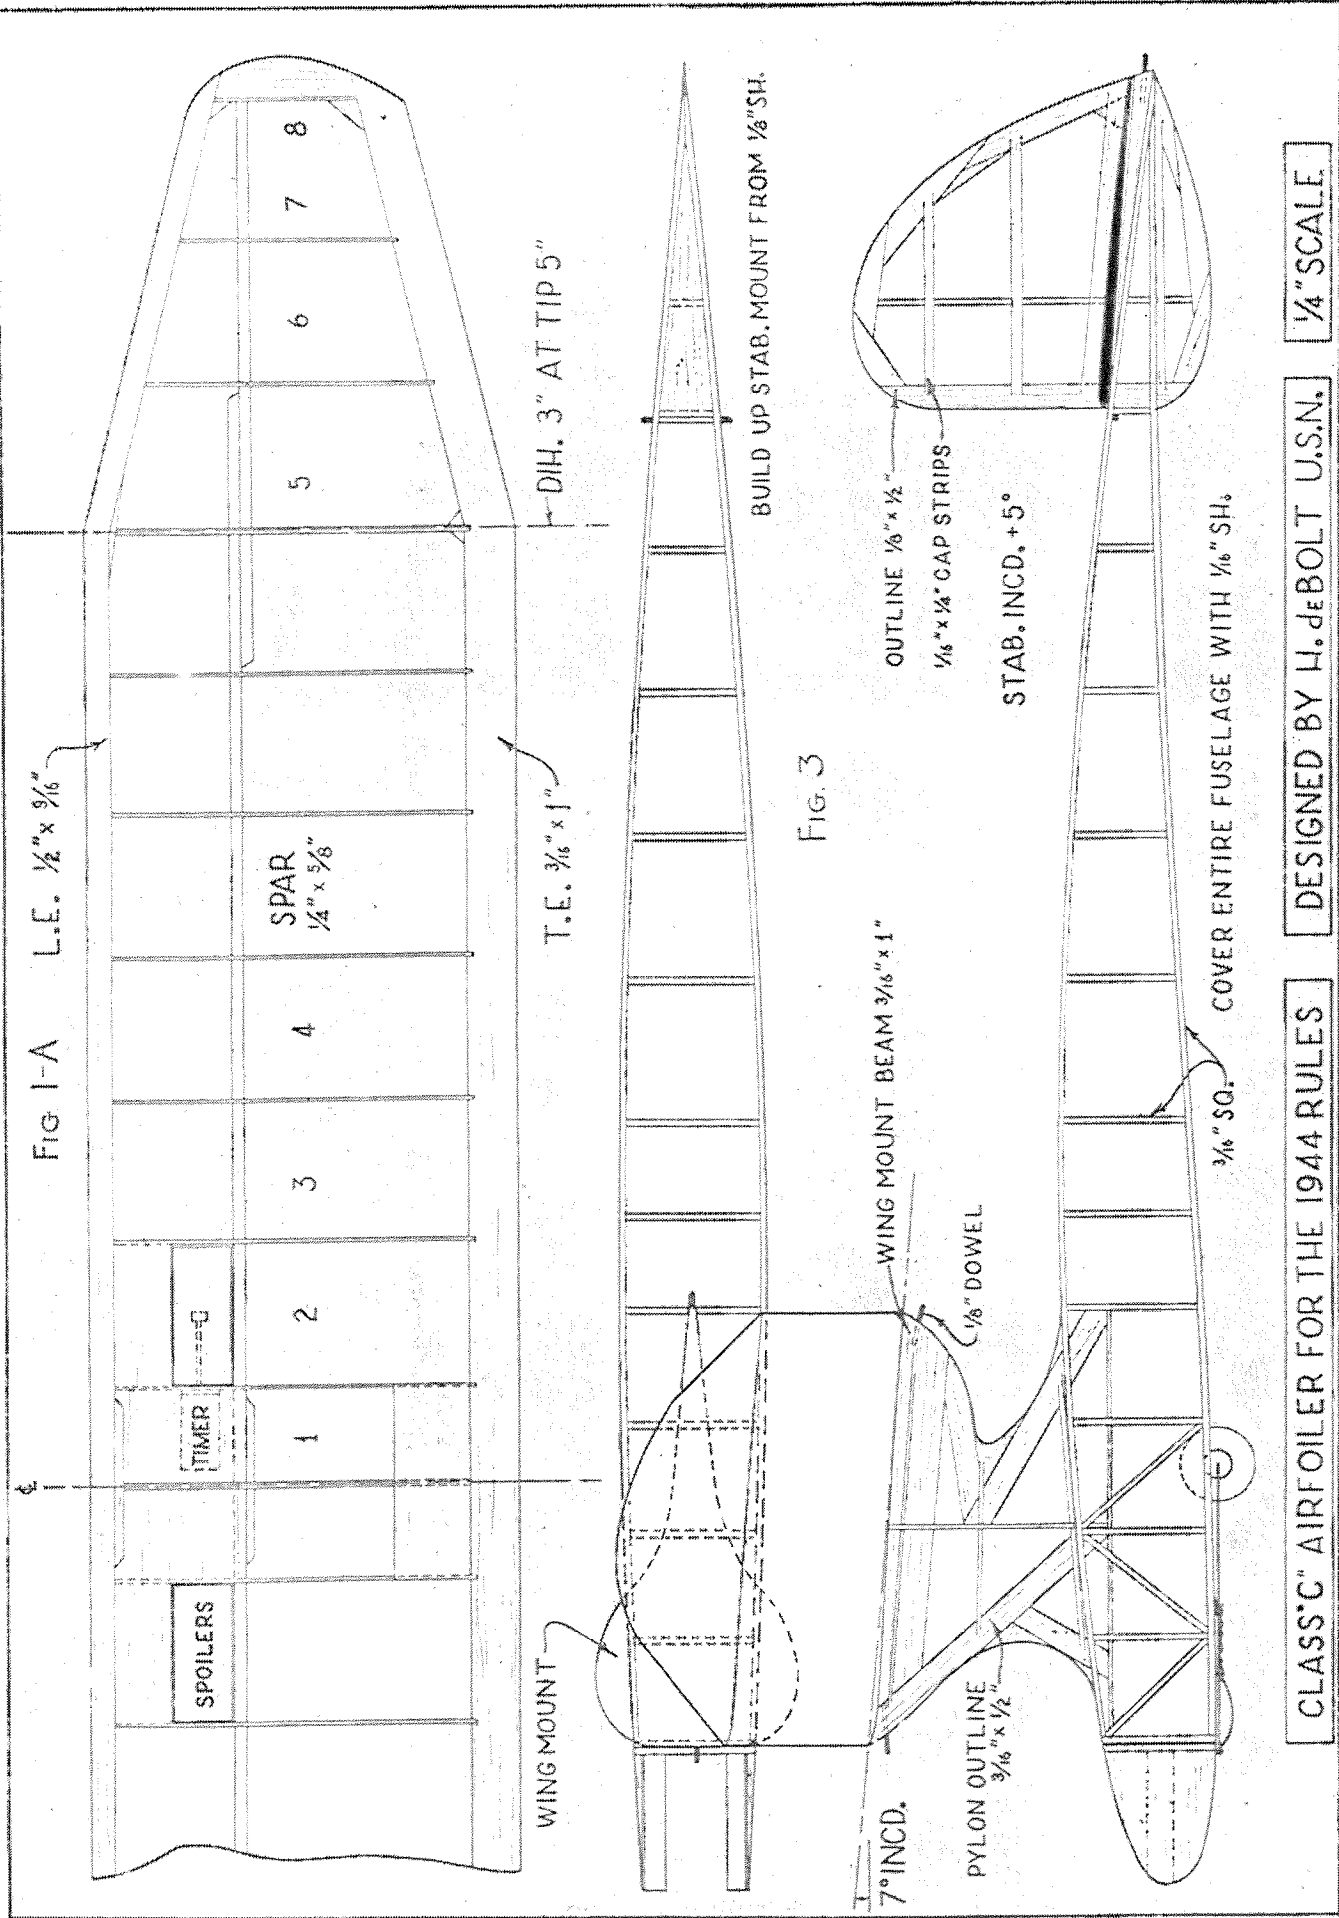 FIG 1-A
L.E. 1/2" x 9/16"
℄
SPOILERS
TIMER
1
2
3
4
SPAR
1/4" x 5/8"
5
6
7
8
T.E. 3/16" x 1"
DIH. 3" AT TIP 5"
WING MOUNT
BUILD UP STAB. MOUNT FROM 1/8" SH.
FIG. 3
7° INCD.
PYLON OUTLINE
3/16" x 1/2"
WING MOUNT BEAM 3/16" x 1"
1/8" DOWEL
OUTLINE 1/8" x 1/2"
1/16" x 1/4" CAP STRIPS
STAB. INCD. +5°
3/16" SQ.
COVER ENTIRE FUSELAGE WITH 1/16" SH.
CLASS "C" AIRFOILER FOR THE 1944 RULES
DESIGNED BY H. deBOLT U.S.N.
1/4" SCALE